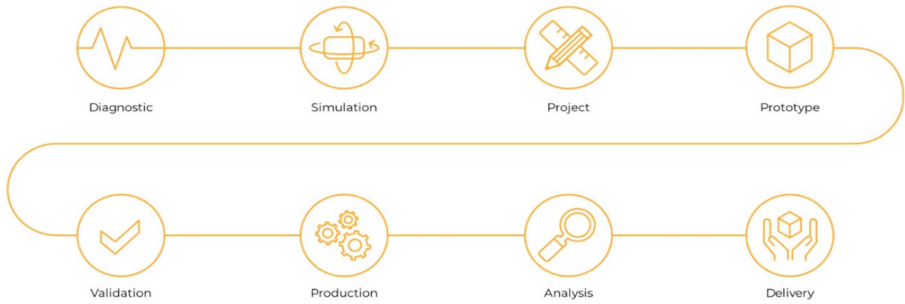 Diagnostic
Simulation
Project
Prototype
Validation
Production
Analysis
Delivery